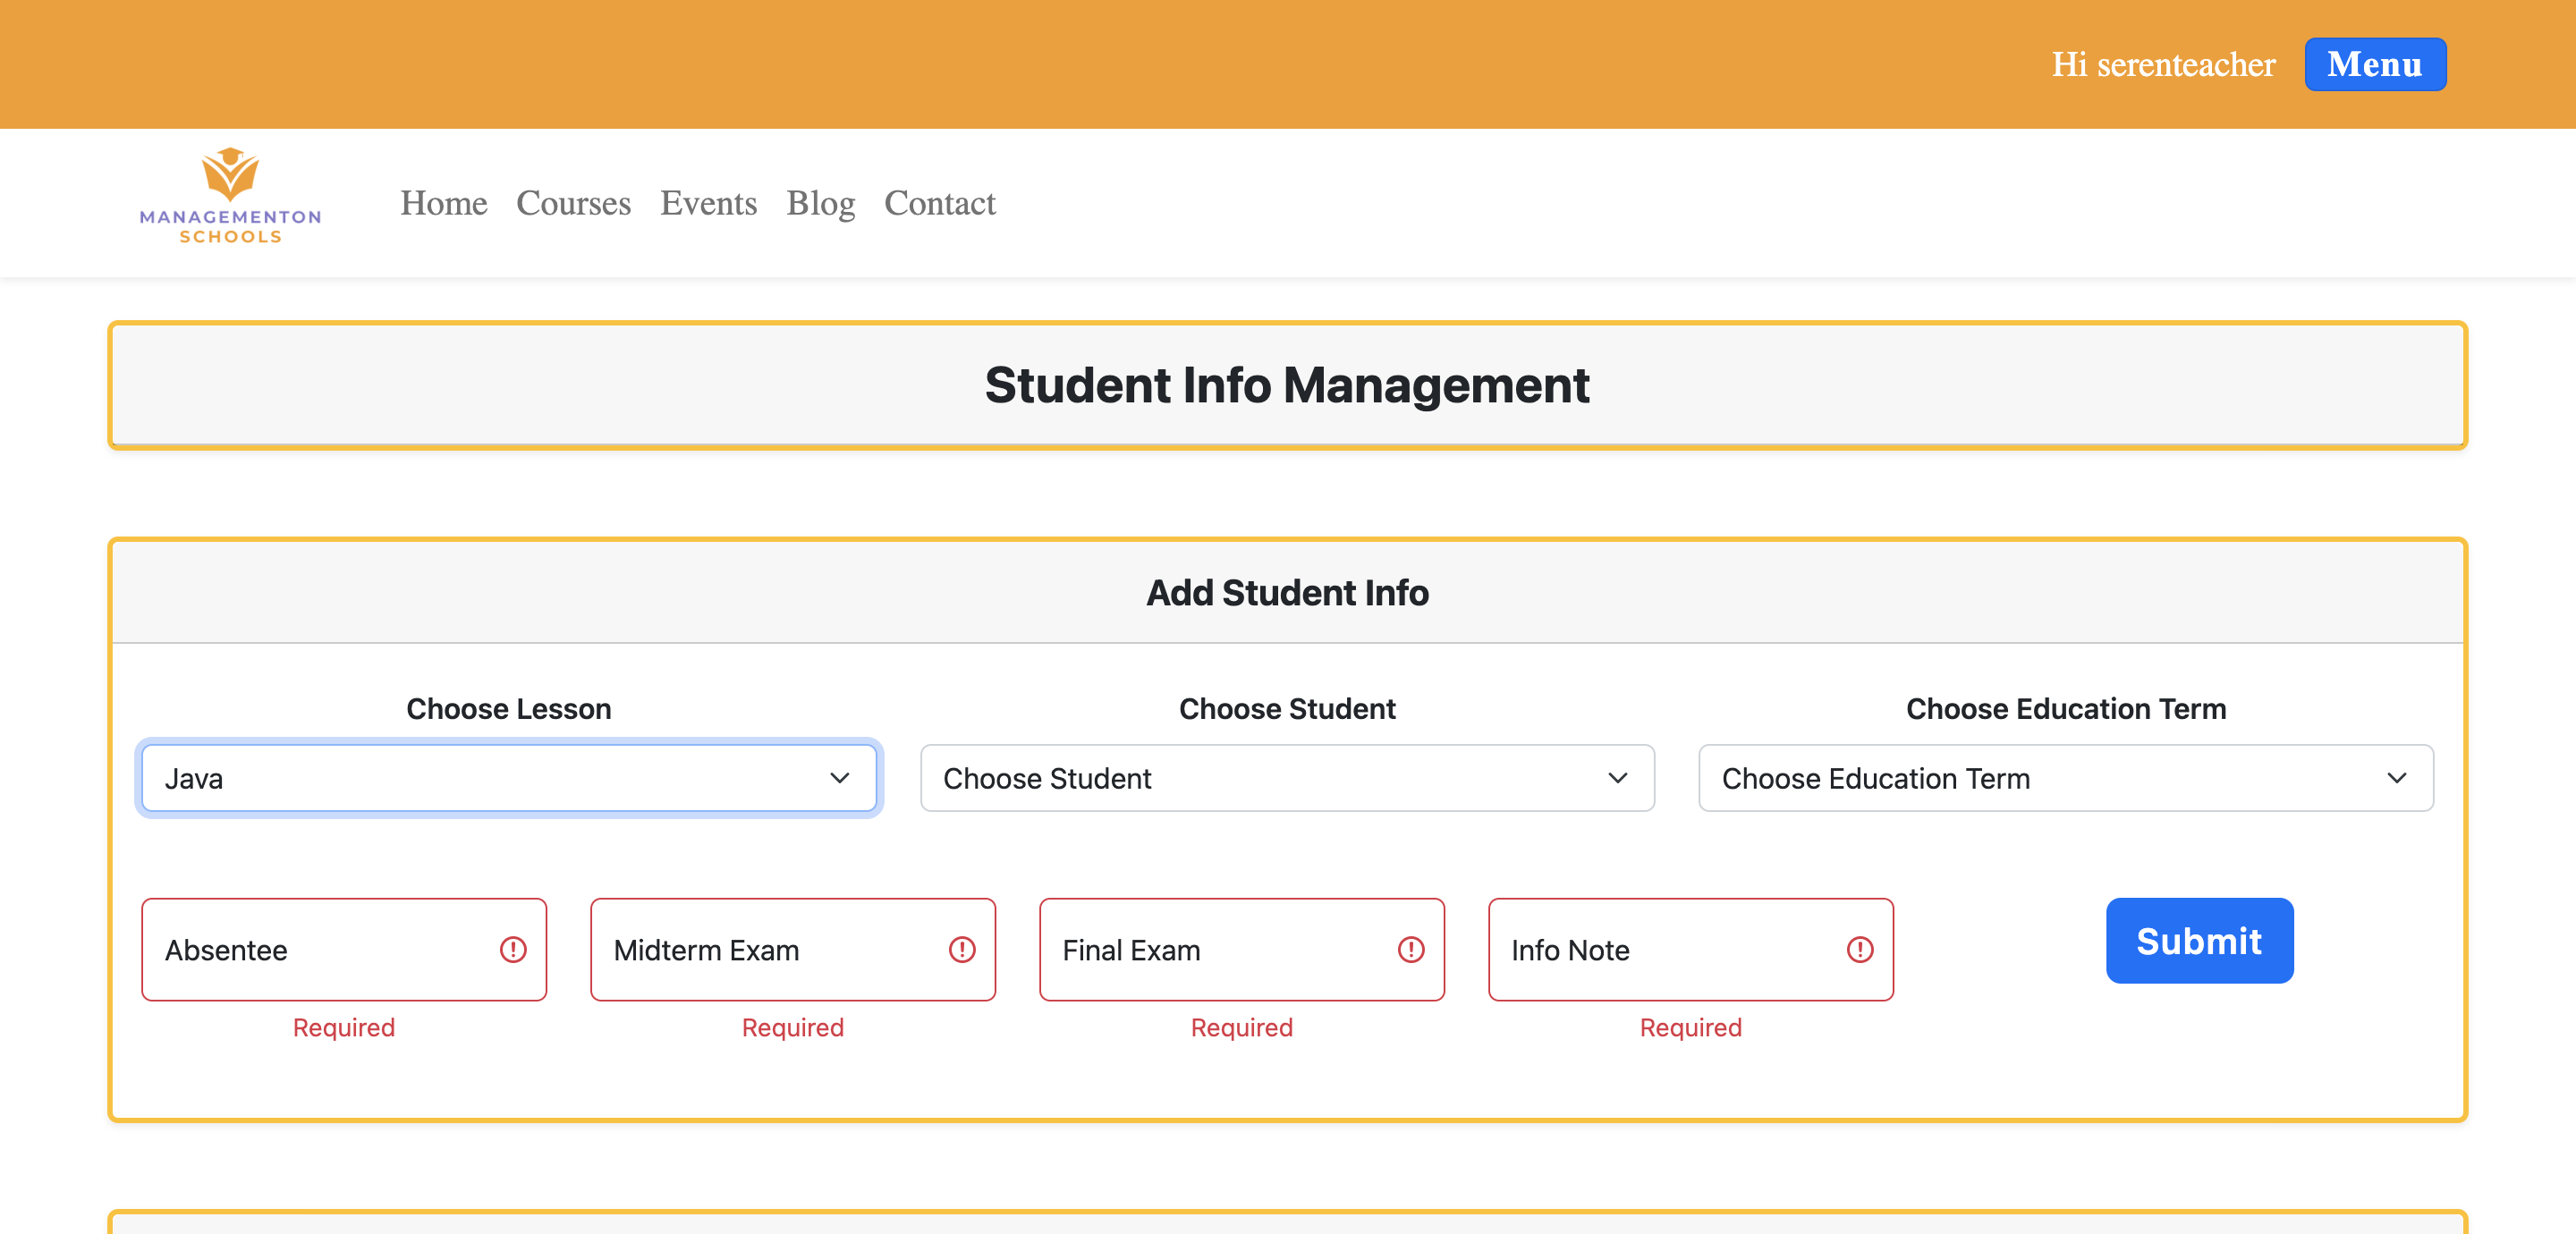 Hi serenteacher Menu
MANAGEMENTON
SCHOOLS
Home Courses Events Blog Contact
Student Info Management
Add Student Info
Choose Lesson Choose Student Choose Education Term
Java Choose Student Choose Education Term
Absentee Midterm Exam Final Exam Info Note Submit
Required Required Required Required